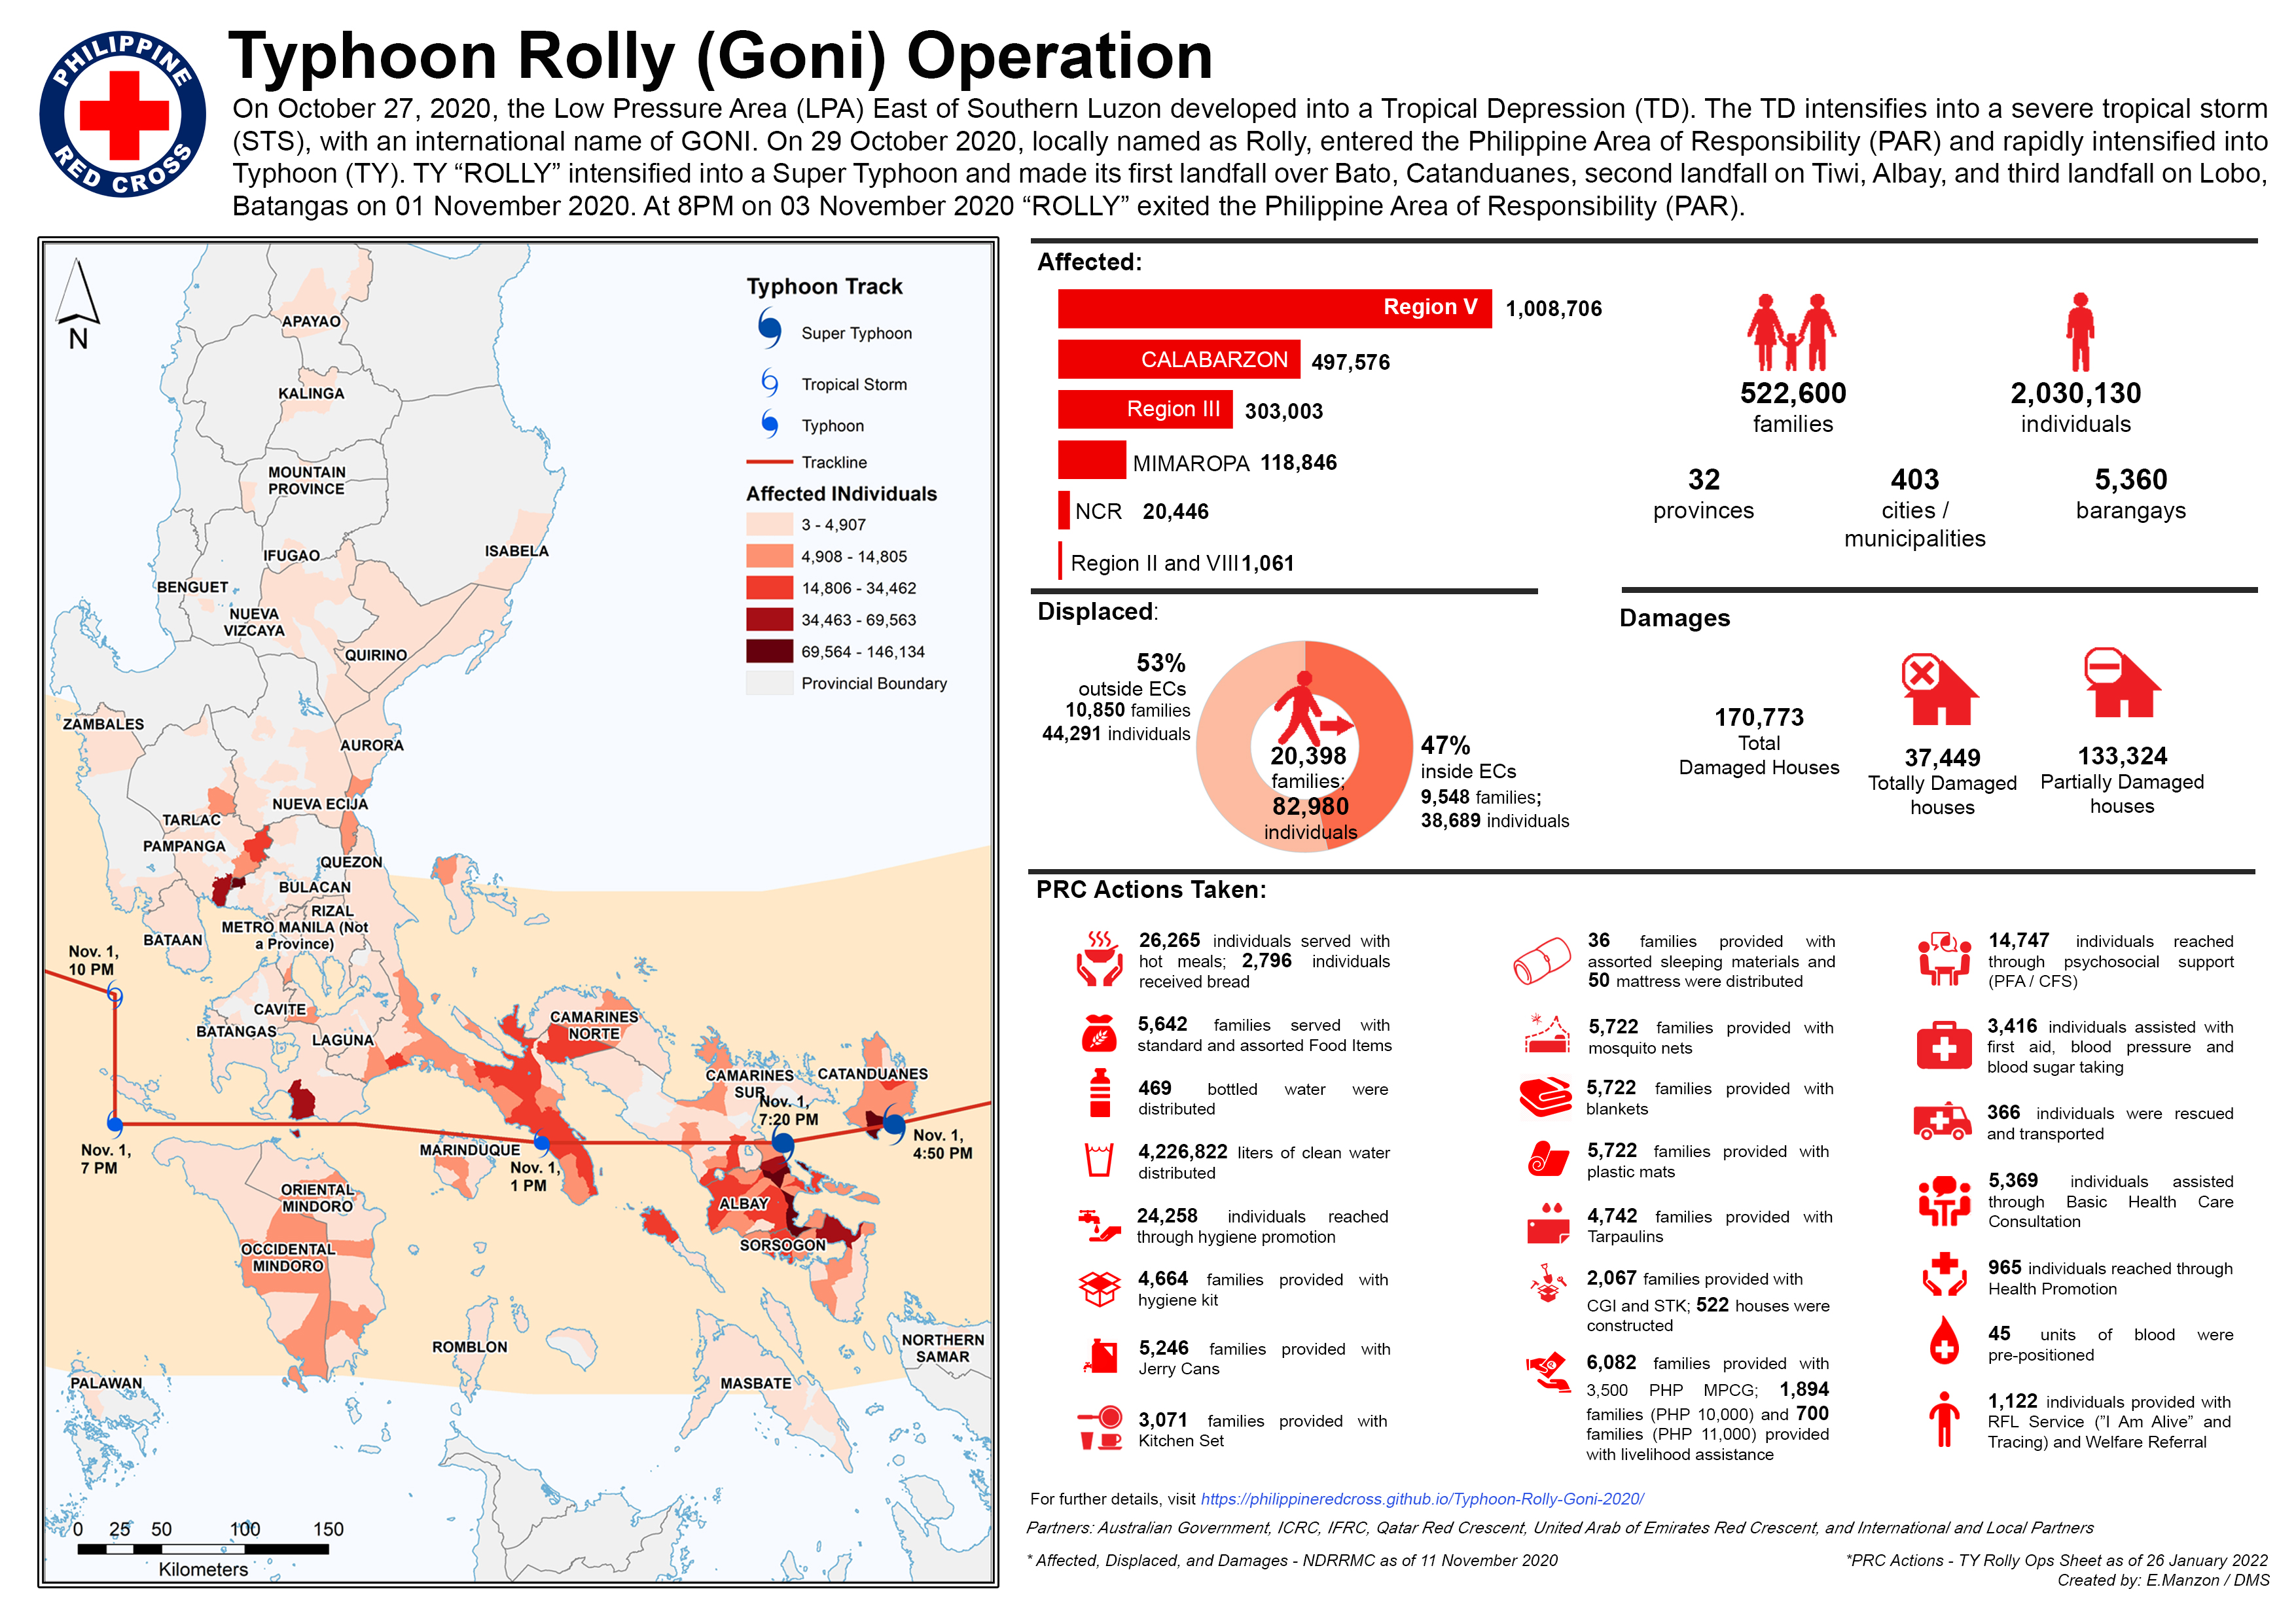 PHILIPPINE
RED CROSS
Typhoon Rolly (Goni) Operation
On October 27, 2020, the Low Pressure Area (LPA) East of Southern Luzon developed into a Tropical Depression (TD). The TD intensifies into a severe tropical storm
(STS), with an international name of GONI. On 29 October 2020, locally named as Rolly, entered the Philippine Area of Responsibility (PAR) and rapidly intensified into
Typhoon (TY). TY “ROLLY” intensified into a Super Typhoon and made its first landfall over Bato, Catanduanes, second landfall on Tiwi, Albay, and third landfall on Lobo,
Batangas on 01 November 2020. At 8PM on 03 November 2020 “ROLLY” exited the Philippine Area of Responsibility (PAR).
N
Typhoon Track
Super Typhoon
Tropical Storm
Typhoon
Trackline
Affected INdividuals
3 - 4,907
4,908 - 14,805
14,806 - 34,462
34,463 - 69,563
69,564 - 146,134
Provincial Boundary
APAYAO
KALINGA
MOUNTAIN
PROVINCE
IFUGAO
ISABELA
BENGUET
NUEVA
VIZCAYA
QUIRINO
ZAMBALES
AURORA
NUEVA ECIJA
TARLAC
PAMPANGA
QUEZON
BULACAN
RIZAL
METRO MANILA (Not
a Province)
BATAAN
Nov. 1,
10 PM
CAVITE
BATANGAS
LAGUNA
CAMARINES
NORTE
CAMARINES
SUR
CATANDUANES
Nov. 1,
7:20 PM
Nov. 1,
4:50 PM
Nov. 1,
7 PM
MARINDUQUE
Nov. 1,
1 PM
ORIENTAL
MINDORO
ALBAY
SORSOGON
OCCIDENTAL
MINDORO
ROMBLON
NORTHERN
SAMAR
PALAWAN
MASBATE
0 25 50 100 150
Kilometers
Affected:
Region V 1,008,706
CALABARZON 497,576
Region III 303,003
MIMAROPA 118,846
NCR 20,446
Region II and VIII 1,061
522,600
families
2,030,130
individuals
32
provinces
403
cities /
municipalities
5,360
barangays
Displaced:
53%
outside ECs
10,850 families
44,291 individuals
20,398
families;
82,980
individuals
47%
inside ECs
9,548 families;
38,689 individuals
Damages
170,773
Total
Damaged Houses
37,449
Totally Damaged
houses
133,324
Partially Damaged
houses
PRC Actions Taken:
26,265 individuals served with
hot meals; 2,796 individuals
received bread
5,642 families served with
standard and assorted Food Items
469 bottled water were
distributed
4,226,822 liters of clean water
distributed
24,258 individuals reached
through hygiene promotion
4,664 families provided with
hygiene kit
5,246 families provided with
Jerry Cans
3,071 families provided with
Kitchen Set
36 families provided with
assorted sleeping materials and
50 mattress were distributed
5,722 families provided with
mosquito nets
5,722 families provided with
blankets
5,722 families provided with
plastic mats
4,742 families provided with
Tarpaulins
2,067 families provided with
CGI and STK; 522 houses were
constructed
6,082 families provided with
3,500 PHP MPCG; 1,894
families (PHP 10,000) and 700
families (PHP 11,000) provided
with livelihood assistance
14,747 individuals reached
through psychosocial support
(PFA / CFS)
3,416 individuals assisted with
first aid, blood pressure and
blood sugar taking
366 individuals were rescued
and transported
5,369 individuals assisted
through Basic Health Care
Consultation
965 individuals reached through
Health Promotion
45 units of blood were
pre-positioned
1,122 individuals provided with
RFL Service (”I Am Alive” and
Tracing) and Welfare Referral
For further details, visit https://philippineredcross.github.io/Typhoon-Rolly-Goni-2020/
Partners: Australian Government, ICRC, IFRC, Qatar Red Crescent, United Arab of Emirates Red Crescent, and International and Local Partners
* Affected, Displaced, and Damages - NDRRMC as of 11 November 2020
*PRC Actions - TY Rolly Ops Sheet as of 26 January 2022
Created by: E.Manzon / DMS